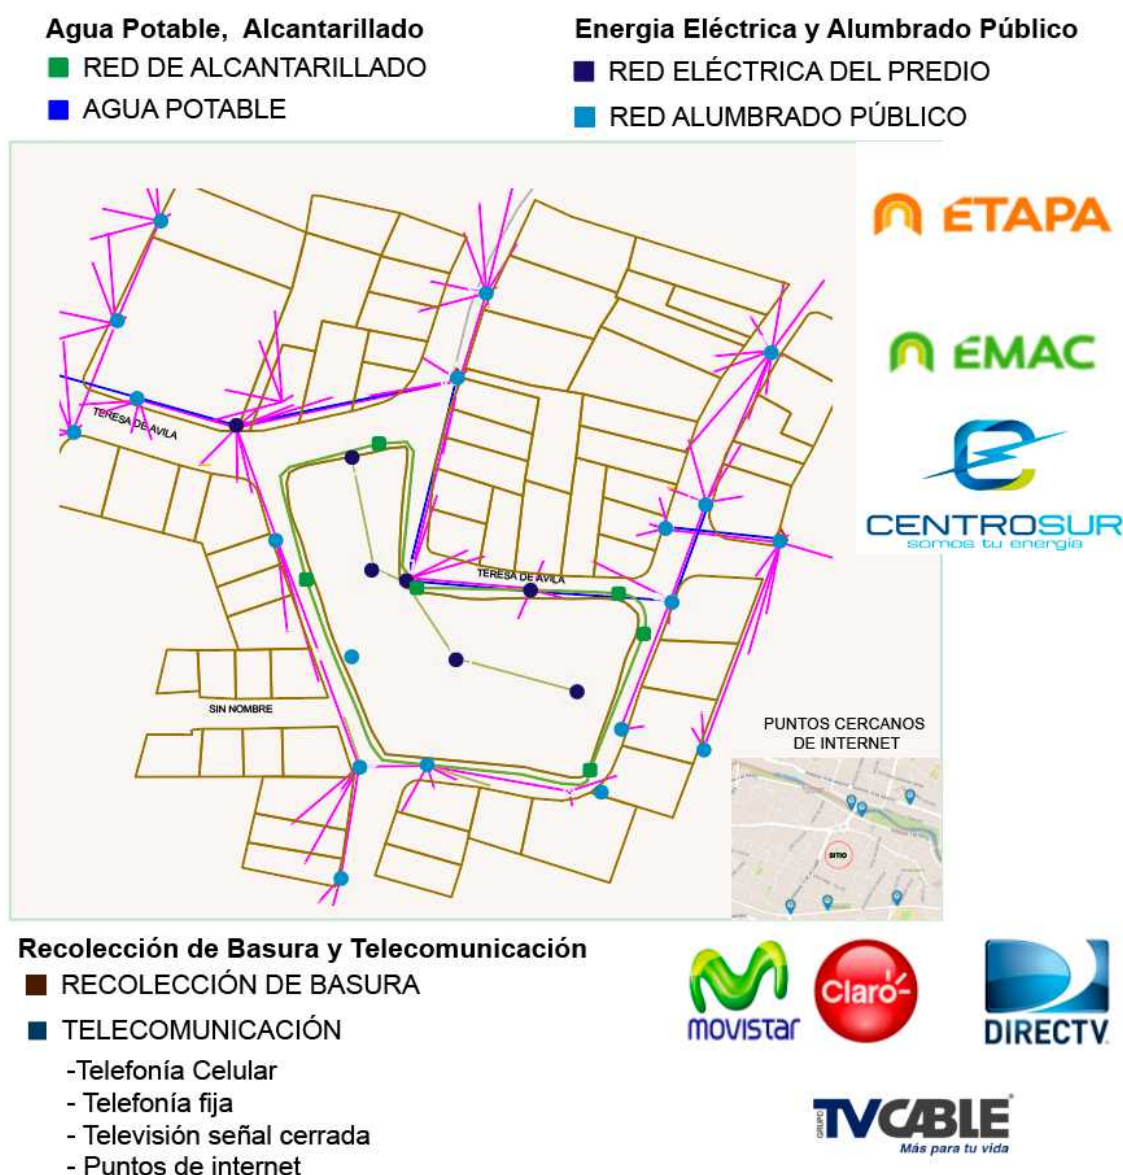 Agua Potable, Alcantarillado
RED DE ALCANTARILLADO
AGUA POTABLE
Energia Eléctrica y Alumbrado Público
RED ELÉCTRICA DEL PREDIO
RED ALUMBRADO PÚBLICO
ETAPA
EMAC
CENTROSUR
somos tu energía
TERESA DE AVILA
TERESA DE AVILA
SIN NOMBRE
PUNTOS CERCANOS
DE INTERNET
SITIO
Recolección de Basura y Telecomunicación
RECOLECCIÓN DE BASURA
TELECOMUNICACIÓN
-Telefonía Celular
- Telefonía fija
- Televisión señal cerrada
- Puntos de internet
movistar
Claro-
DIRECTV
GRUPO
TVCABLE
Más para tu vida